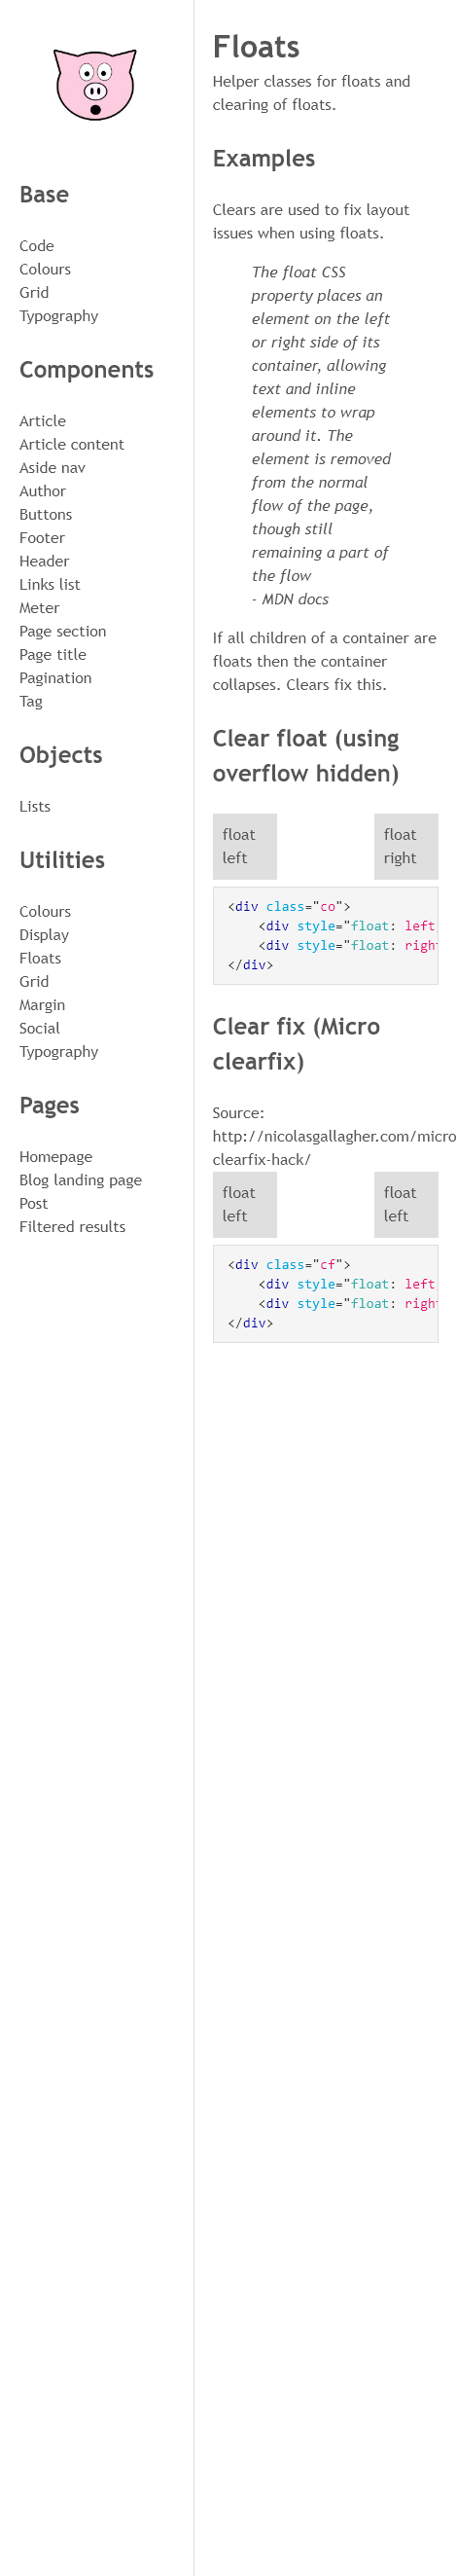 Base
Code
Colours
Grid
Typography
Components
Article
Article content
Aside nav
Author
Buttons
Footer
Header
Links list
Meter
Page section
Page title
Pagination
Tag
Objects
Lists
Utilities
Colours
Display
Floats
Grid
Margin
Social
Typography
Pages
Homepage
Blog landing page
Post
Filtered results
Floats
Helper classes for floats and
clearing of floats.
Examples
Clears are used to fix layout
issues when using floats.
The float CSS
property places an
element on the left
or right side of its
container, allowing
text and inline
elements to wrap
around it. The
element is removed
from the normal
flow of the page,
though still
remaining a part of
the flow
- MDN docs
If all children of a container are
floats then the container
collapses. Clears fix this.
Clear float (using
overflow hidden)
float
left
float
right
<div class="co">
    <div style="float: left
    <div style="float: right
</div>
Clear fix (Micro
clearfix)
Source:
http://nicolasgallagher.com/micro
clearfix-hack/
float
left
float
left
<div class="cf">
    <div style="float: left
    <div style="float: right
</div>